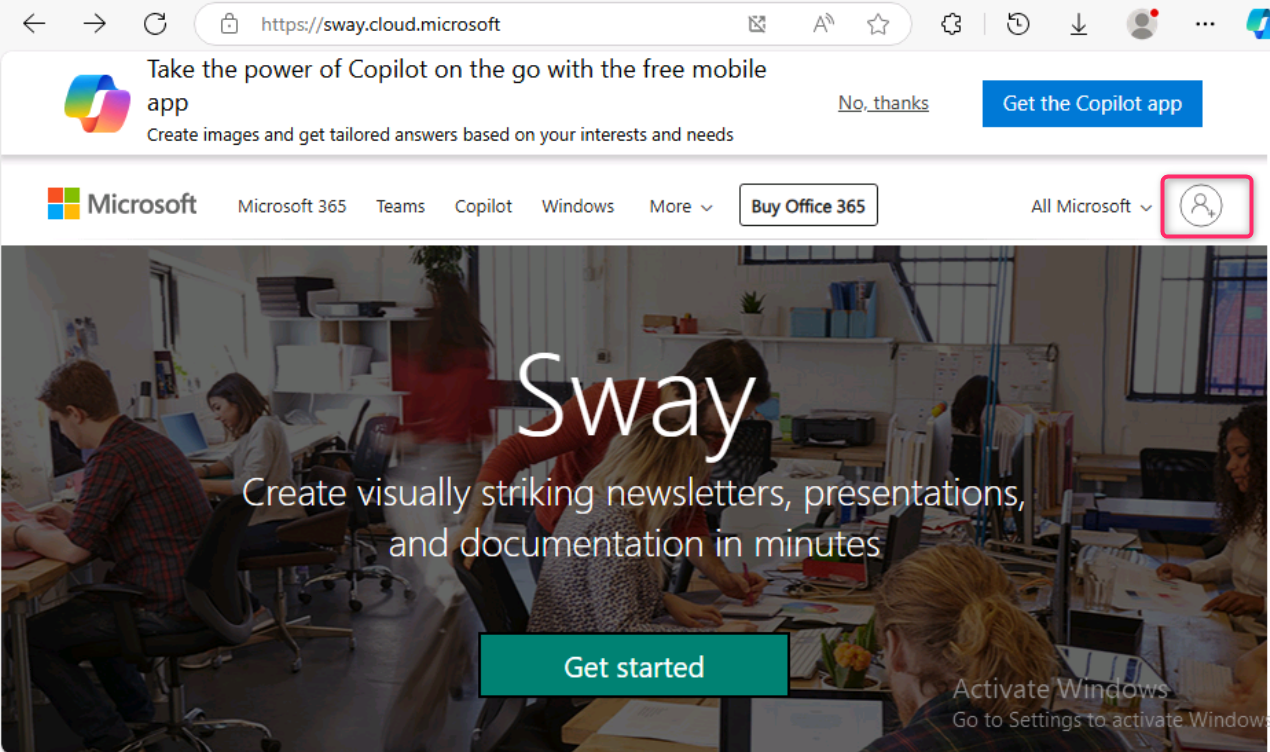 https://sway.cloud.microsoft
Take the power of Copilot on the go with the free mobile
app
Create images and get tailored answers based on your interests and needs
No, thanks
Get the Copilot app
Microsoft
Microsoft 365
Teams
Copilot
Windows
More
Buy Office 365
All Microsoft
Sway
Create visually striking newsletters, presentations,
and documentation in minutes
Get started
Activate Windows
Go to Settings to activate Windows